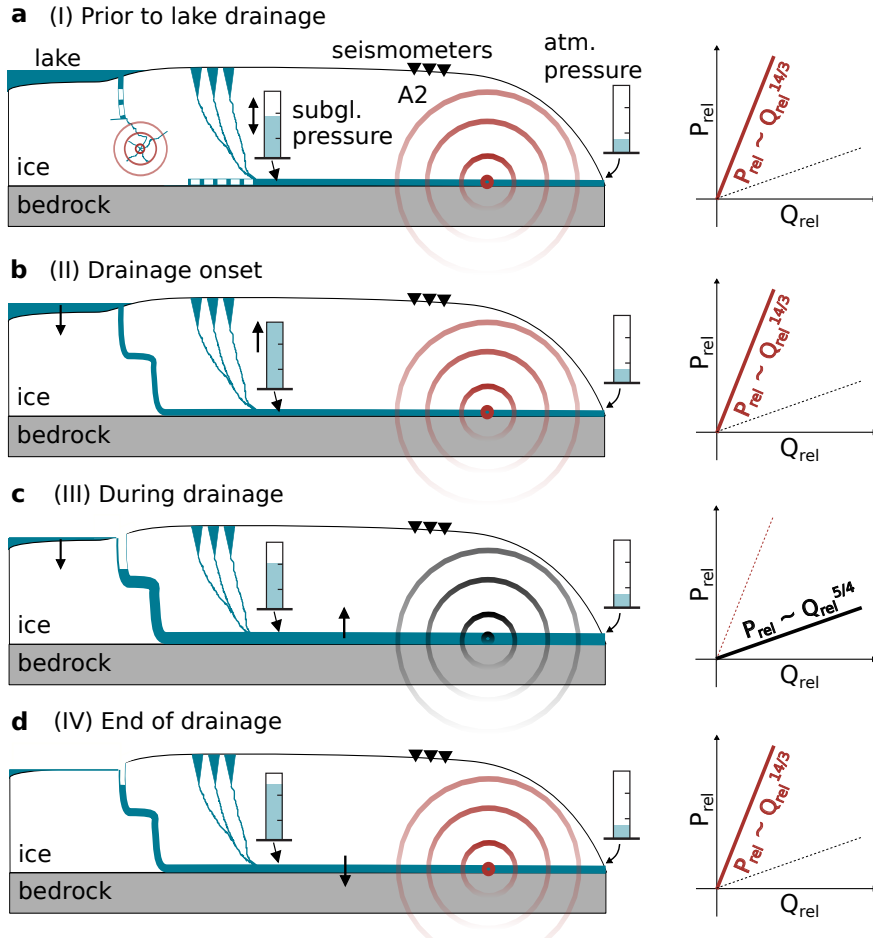 a (I) Prior to lake drainage
lake
seismometers
atm.
pressure
A2
subgl.
pressure
ice
bedrock
P_rel
P_rel ~ Q_rel^14/3
Q_rel
b (II) Drainage onset
ice
bedrock
P_rel
P_rel ~ Q_rel^14/3
Q_rel
c (III) During drainage
ice
bedrock
P_rel
P_rel ~ Q_rel^5/4
Q_rel
d (IV) End of drainage
ice
bedrock
P_rel
P_rel ~ Q_rel^14/3
Q_rel